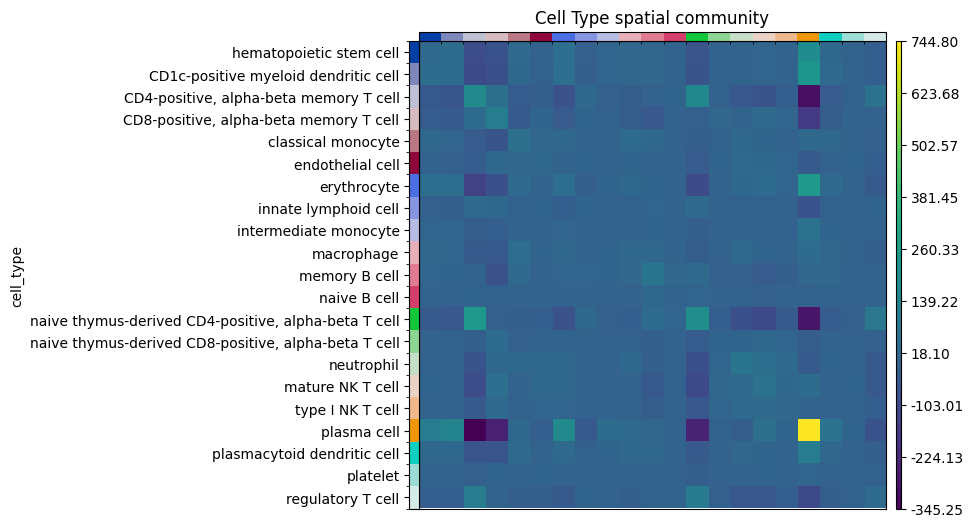 Cell Type spatial community
cell_type
hematopoietic stem cell
CD1c-positive myeloid dendritic cell
CD4-positive, alpha-beta memory T cell
CD8-positive, alpha-beta memory T cell
classical monocyte
endothelial cell
erythrocyte
innate lymphoid cell
intermediate monocyte
macrophage
memory B cell
naive B cell
naive thymus-derived CD4-positive, alpha-beta T cell
naive thymus-derived CD8-positive, alpha-beta T cell
neutrophil
mature NK T cell
type I NK T cell
plasma cell
plasmacytoid dendritic cell
platelet
regulatory T cell
744.80
623.68
502.57
381.45
260.33
139.22
18.10
-103.01
-224.13
-345.25